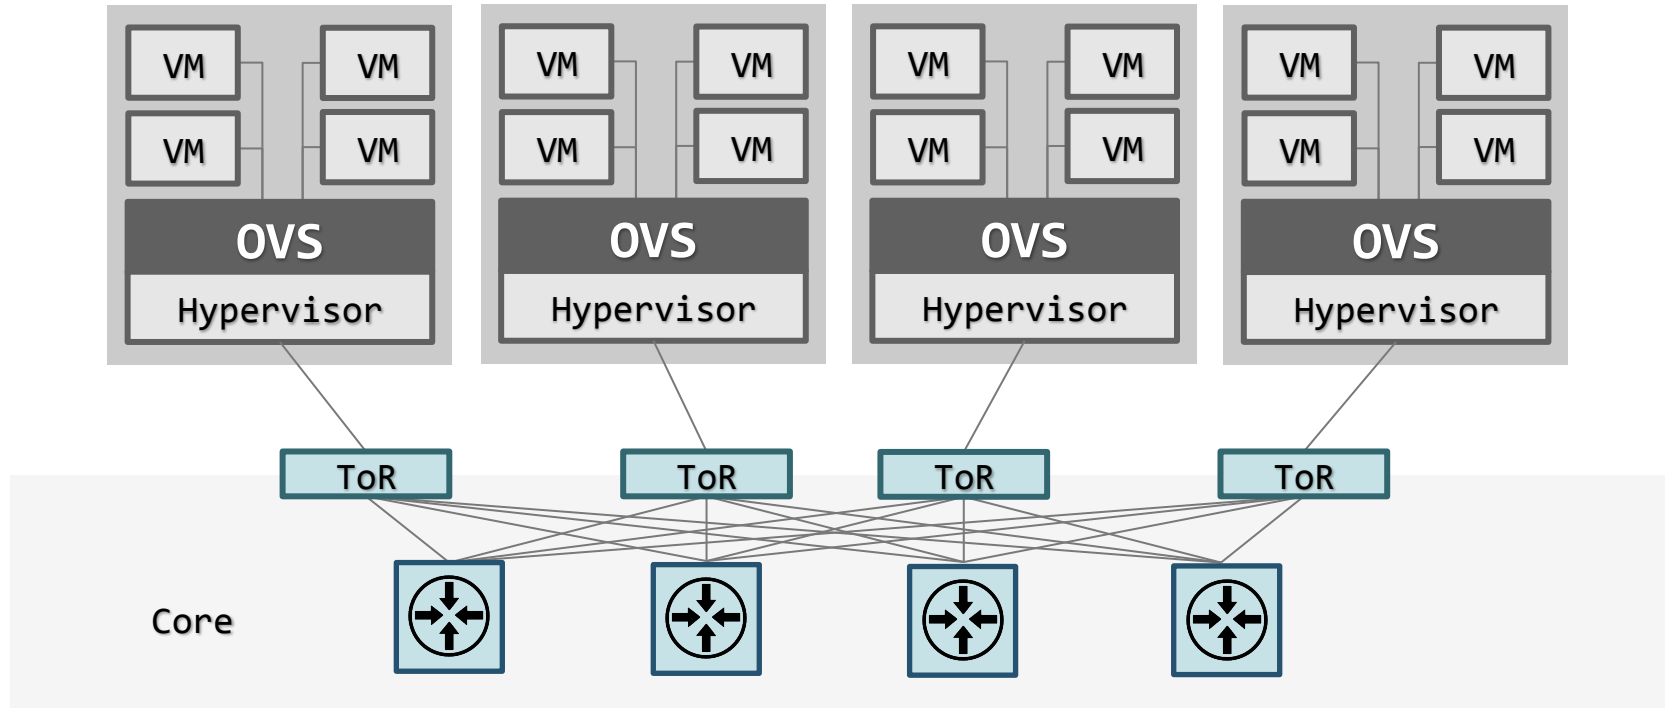 VM VM VM VM VM VM VM VM
VM VM VM VM VM VM VM VM
OVS OVS OVS OVS
Hypervisor Hypervisor Hypervisor Hypervisor
ToR ToR ToR ToR
Core